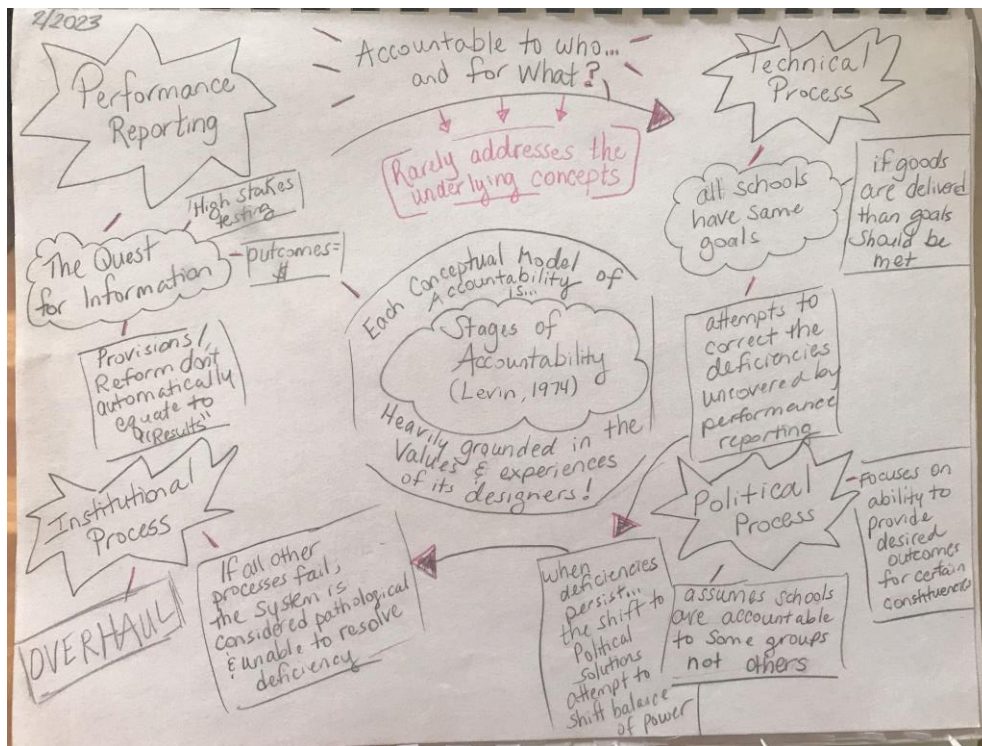 2/2023
Performance
Reporting
Accountable to who...
and for What?
Rarely addresses the
underlying concepts
Technical
Process
High stakes
testing
The Quest
for Information
outcomes=
$
Provisions/
Reform don't
automatically
equate to
"Results"
all schools
have same
goals
if goods
are delivered
than goals
should be
met
attempts to
correct the
deficiencies
uncovered by
performance
reporting
Each Conceptual Model of
Accountability
is...
Stages of
Accountability
(Levin, 1974)
Heavily grounded in the
Values & experiences
of its designers!
Institutional
Process
OVERHAUL
If all other
processes fail,
the system is
considered pathological
& unable to resolve
deficiency
Political
Process
Focuses on
ability to
provide
desired
outcomes
for certain
constituencies
when
deficiencies
persist...
the shift to
Political
solutions
attempt to
shift balance
of power
assumes schools
are accountable
to some groups
not others